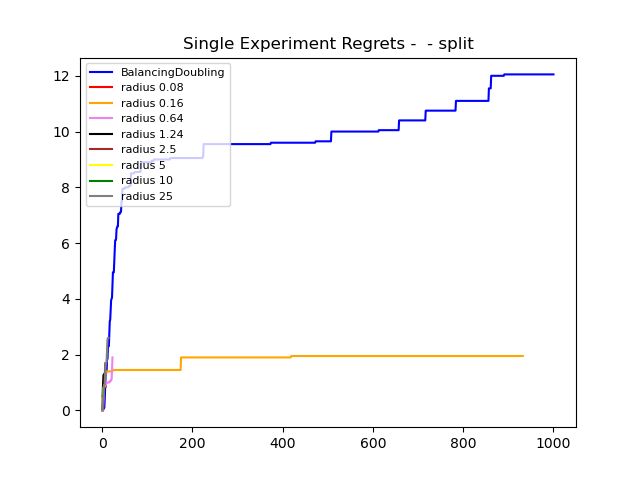 Single Experiment Regrets -  - split
12
10
8
6
4
2
0
BalancingDoubling
radius 0.08
radius 0.16
radius 0.64
radius 1.24
radius 2.5
radius 5
radius 10
radius 25
0 200 400 600 800 1000